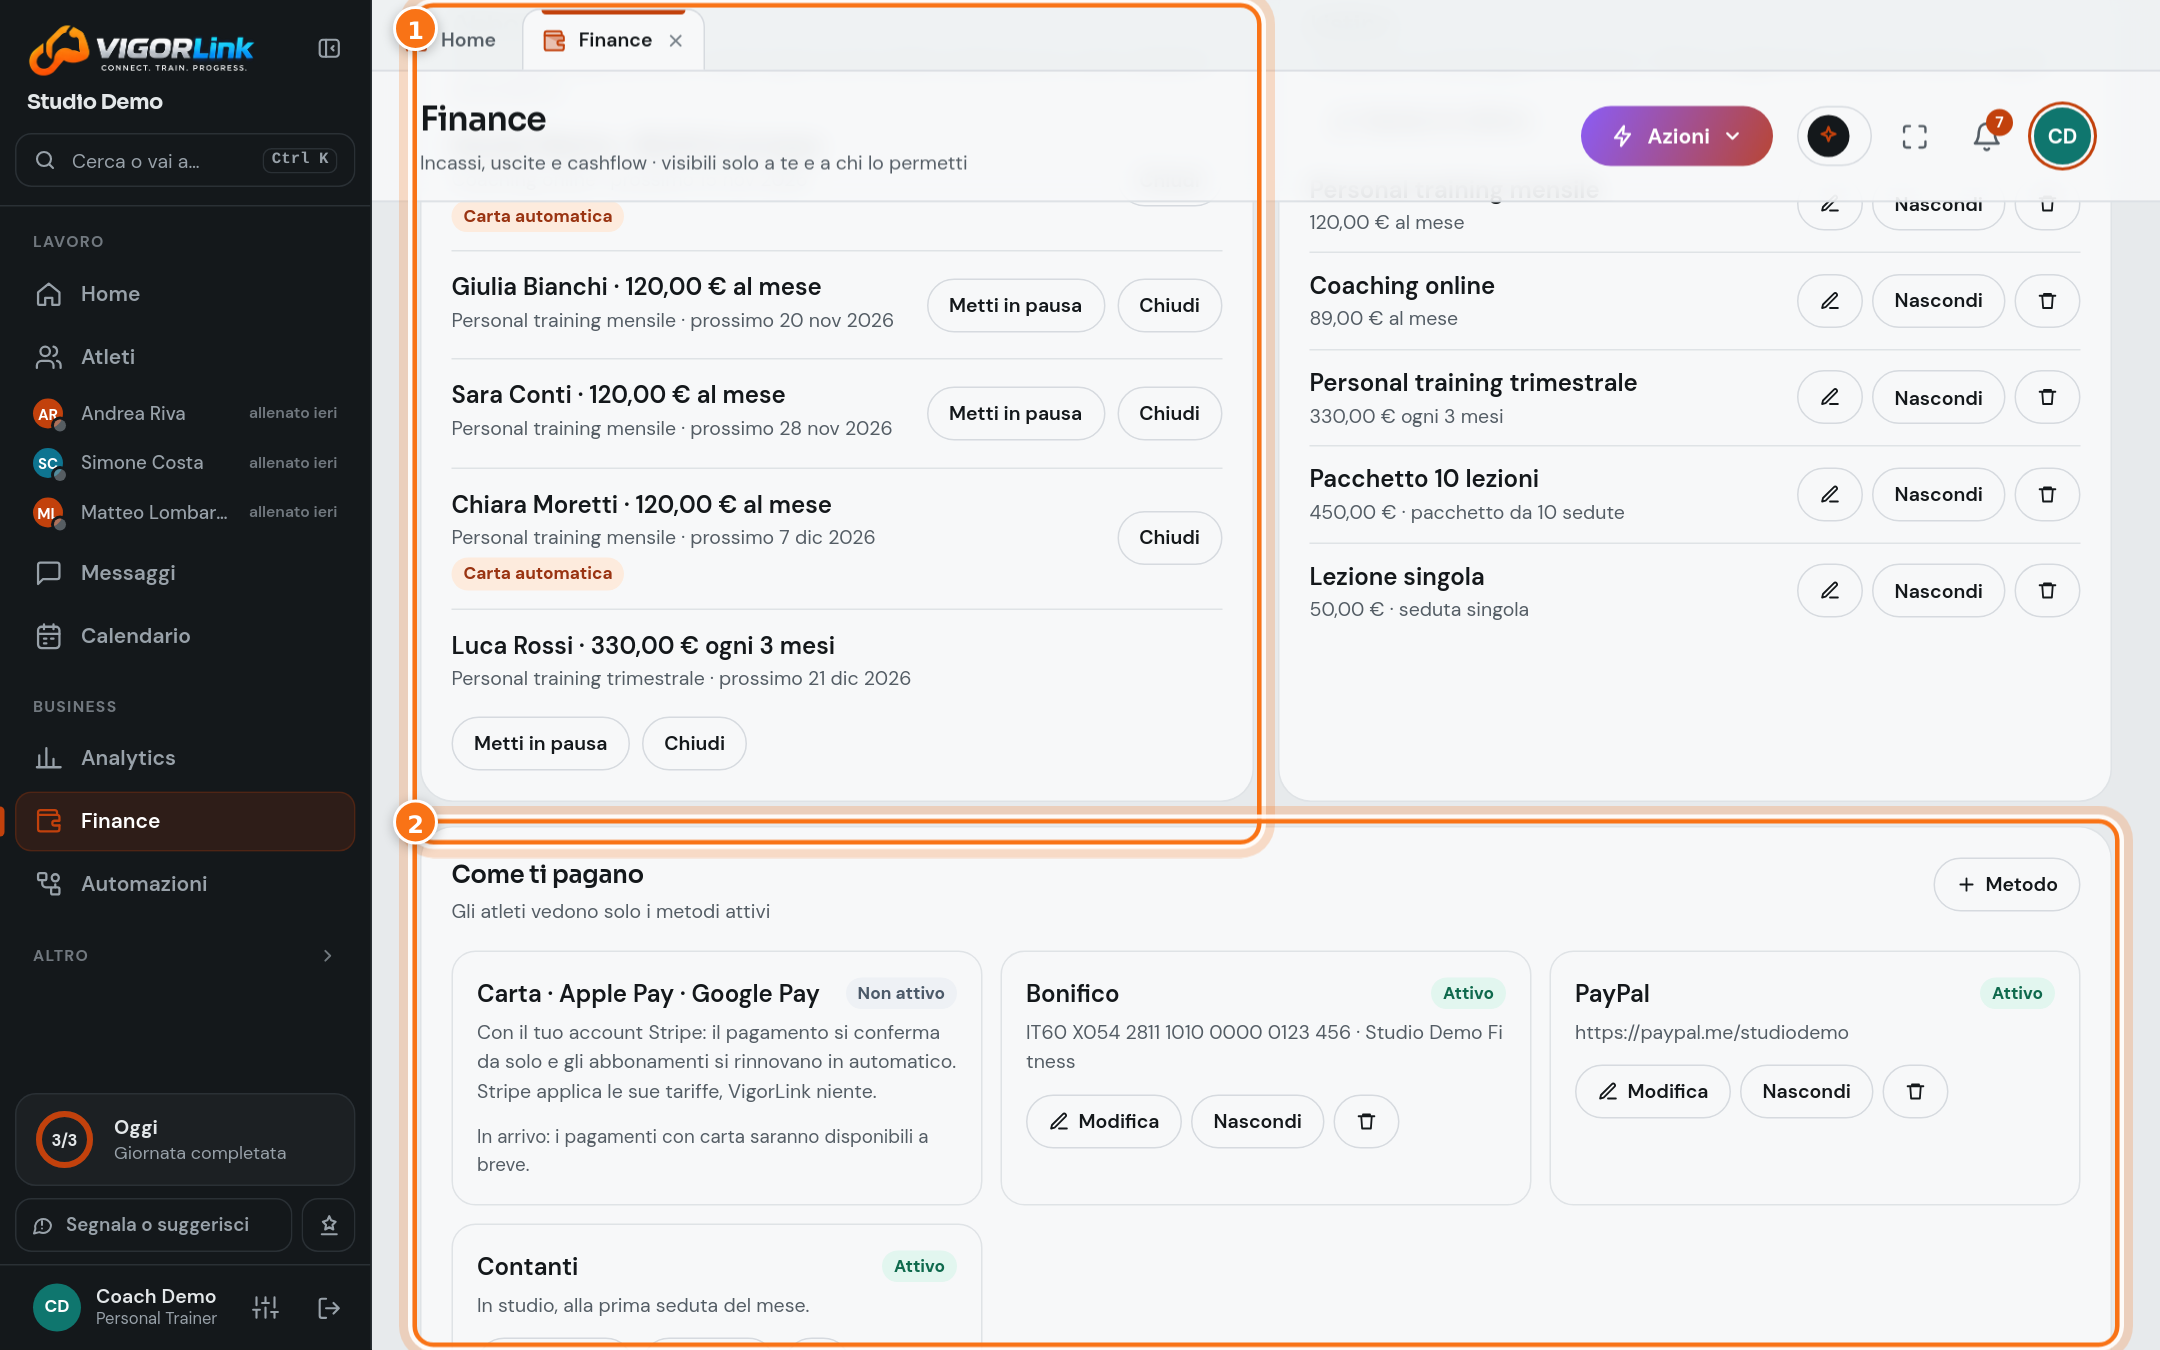 VIGORLink
CONNECT. TRAIN. PROGRESS.
Studio Demo
Cerca o vai a...
Ctrl K
LAVORO
Home
Atleti
AR
Andrea Riva
allenato ieri
SC
Simone Costa
allenato ieri
ML
Matteo Lombar...
allenato ieri
Messaggi
Calendario
BUSINESS
Analytics
Finance
Automazioni
ALTRO
3/3
Oggi
Giornata completata
Segnala o suggerisci
CD
Coach Demo
Personal Trainer
1
Home
Finance
Finance
Incassi, uscite e cashflow · visibili solo a te e a chi lo permetti
Azioni
7
CD
Carta automatica
Giulia Bianchi · 120,00 € al mese
Personal training mensile · prossimo 20 nov 2026
Metti in pausa
Chiudi
Sara Conti · 120,00 € al mese
Personal training mensile · prossimo 28 nov 2026
Metti in pausa
Chiudi
Chiara Moretti · 120,00 € al mese
Personal training mensile · prossimo 7 dic 2026
Carta automatica
Chiudi
Luca Rossi · 330,00 € ogni 3 mesi
Personal training trimestrale · prossimo 21 dic 2026
Metti in pausa
Chiudi
Personal training mensile
120,00 € al mese
Nascondi
Coaching online
89,00 € al mese
Nascondi
Personal training trimestrale
330,00 € ogni 3 mesi
Nascondi
Pacchetto 10 lezioni
450,00 € · pacchetto da 10 sedute
Nascondi
Lezione singola
50,00 € · seduta singola
Nascondi
2
Come ti pagano
Gli atleti vedono solo i metodi attivi
Metodo
Carta · Apple Pay · Google Pay
Non attivo
Con il tuo account Stripe: il pagamento si conferma
da solo e gli abbonamenti si rinnovano in automatico.
Stripe applica le sue tariffe, VigorLink niente.
In arrivo: i pagamenti con carta saranno disponibili a
breve.
Bonifico
Attivo
IT60 X054 2811 1010 0000 0123 456 · Studio Demo Fi
tness
Modifica
Nascondi
PayPal
Attivo
https://paypal.me/studiodemo
Modifica
Nascondi
Contanti
Attivo
In studio, alla prima seduta del mese.